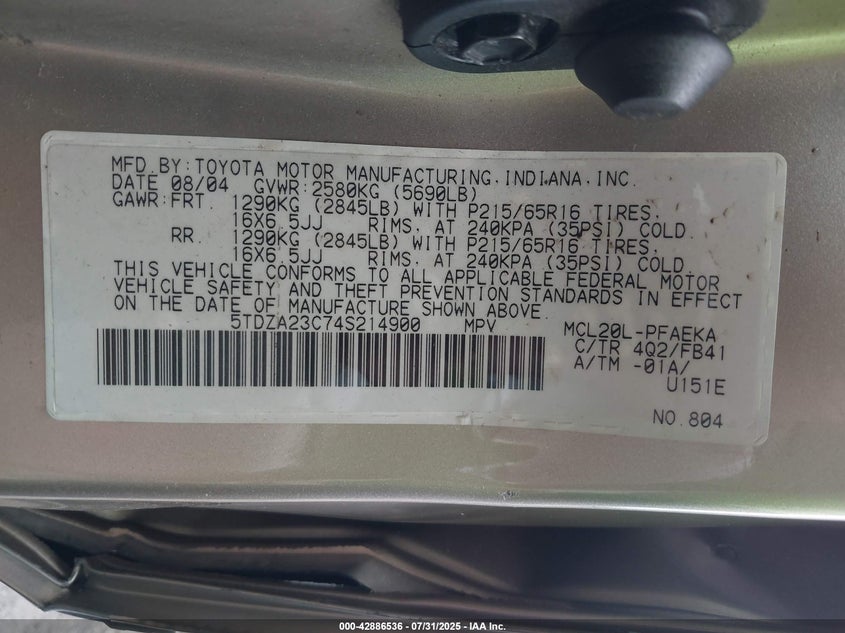 MFD.BY:TOYOTA MOTOR MANUFACTURING,INDIANA,INC.
DATE 08/04 GVWR:2580KG (5690LB)
GAWR:FRT. 1290KG (2845LB) WITH P215/65R16 TIRES.
16X6.5JJ RIMS. AT 240KPA (35PSI) COLD.
RR. 1290KG (2845LB) WITH P215/65R16 TIRES.
16X6.5JJ RIMS. AT 240KPA (35PSI) COLD.
THIS VEHICLE CONFORMS TO ALL APPLICABLE FEDERAL MOTOR
VEHICLE SAFETY AND THEFT PREVENTION STANDARDS IN EFFECT
ON THE DATE OF MANUFACTURE SHOWN ABOVE.
5TDZA23C74S214900 MPV MCL20L-PFAEKA
C/TR 4Q2/FB41
A/TM -01A/
U151E
NO.804
000-42886536 - 07/31/2025 - IAA Inc.